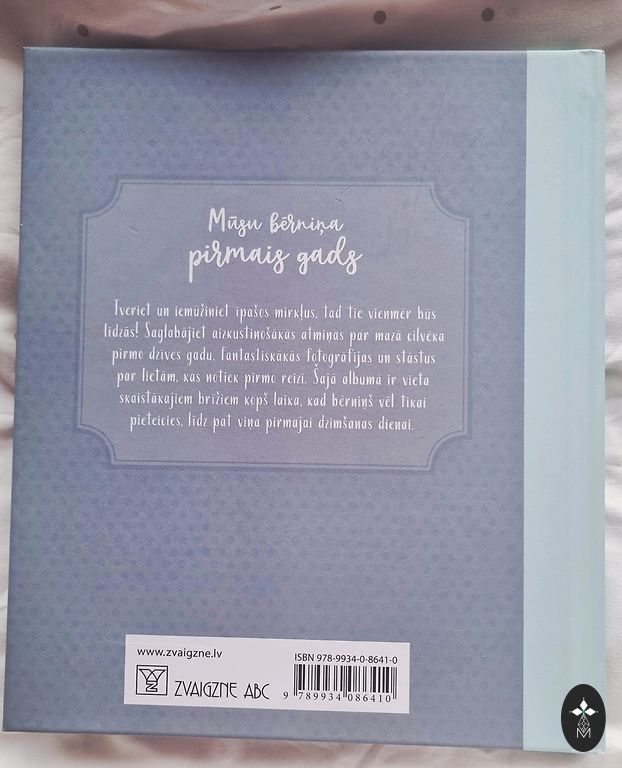 Mūsu bērniņa
pirmais gads
Tveriet un iemūžiniet īpašos mirkļus, tad tie vienmēr būs
līdzās! Saglabājiet aizkustinošākās atmiņas par mazā cilvēka
pirmo dzīves gadu, fantastiskākās fotogrāfijas un stāstus
par lietām, kas notiek pirmo reizi. Šajā albumā ir vieta
skaistākajiem brīžiem kopš laika, kad bērniņš vēl tikai
pieteicies, līdz pat viņa pirmajai dzimšanas dienai.
www.zvaigzne.lv
ZVAIGZNE ABC
ISBN 978-9934-0-8641-0
9 789934 086410
M